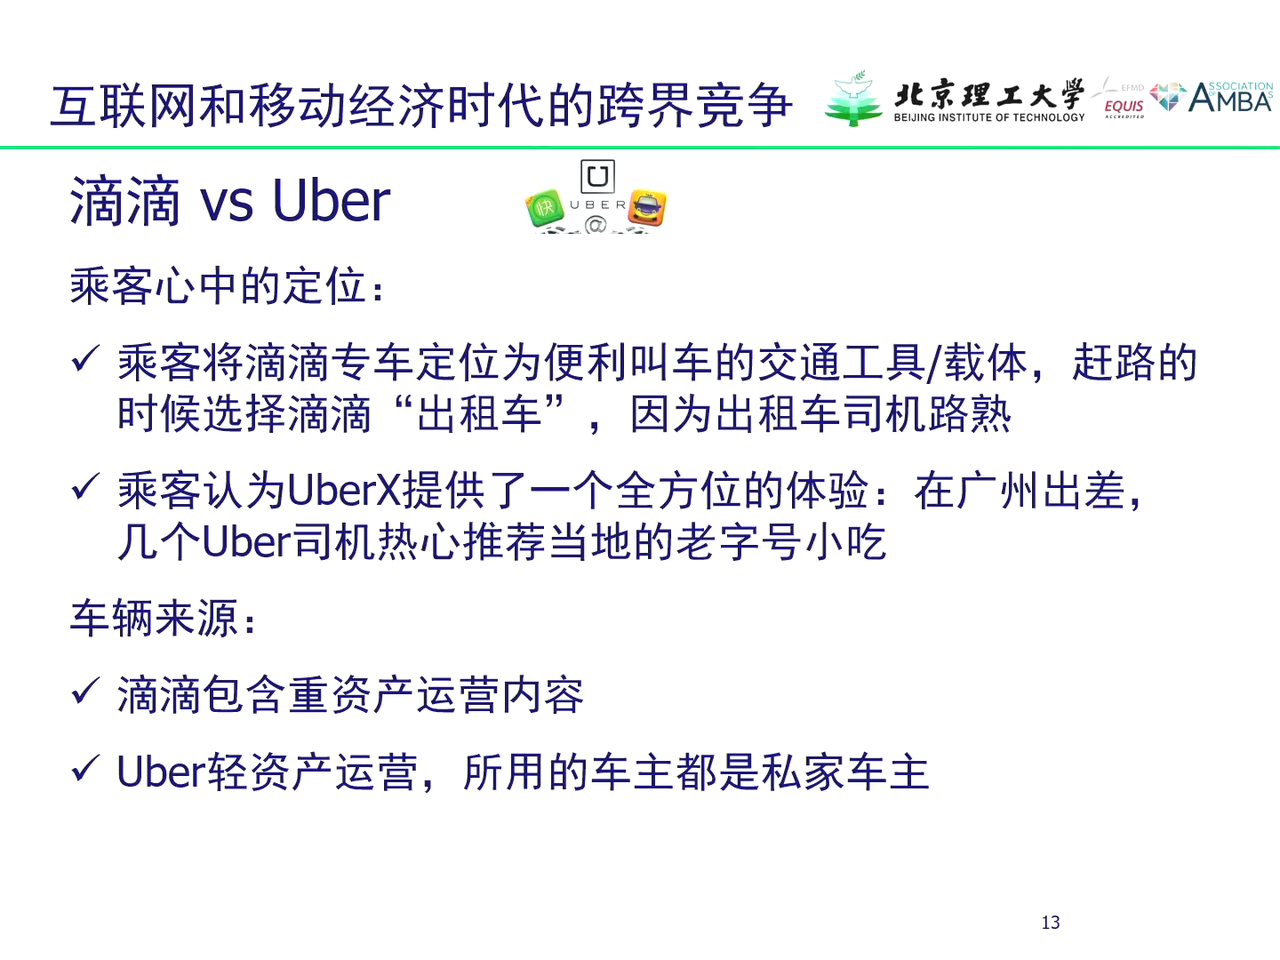 互联网和移动经济时代的跨界竞争
北京理工大学
BEIJING INSTITUTE OF TECHNOLOGY
EFMD
EQUIS
ACCREDITED
ASSOCIATION
OF
AMBAS
滴滴 vs Uber
快
UBER
@
乘客心中的定位：
✓ 乘客将滴滴专车定位为便利叫车的交通工具/载体，赶路的
时候选择滴滴“出租车”，因为出租车司机路熟
✓ 乘客认为UberX提供了一个全方位的体验：在广州出差，
几个Uber司机热心推荐当地的老字号小吃
车辆来源：
✓ 滴滴包含重资产运营内容
✓ Uber轻资产运营，所用的车主都是私家车主
13